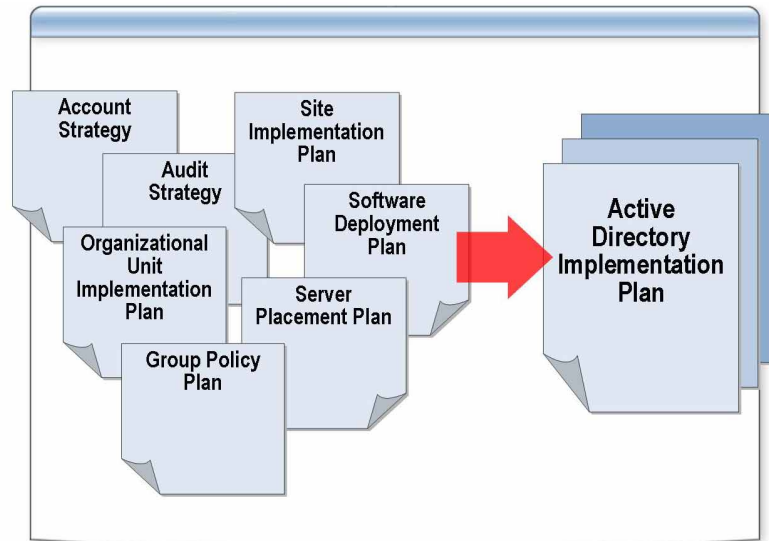 Account
Strategy
Audit
Strategy
Site
Implementation
Plan
Software
Deployment
Plan
Organizational
Unit
Implementation
Plan
Server
Placement Plan
Group Policy
Plan
Active
Directory
Implementation
Plan